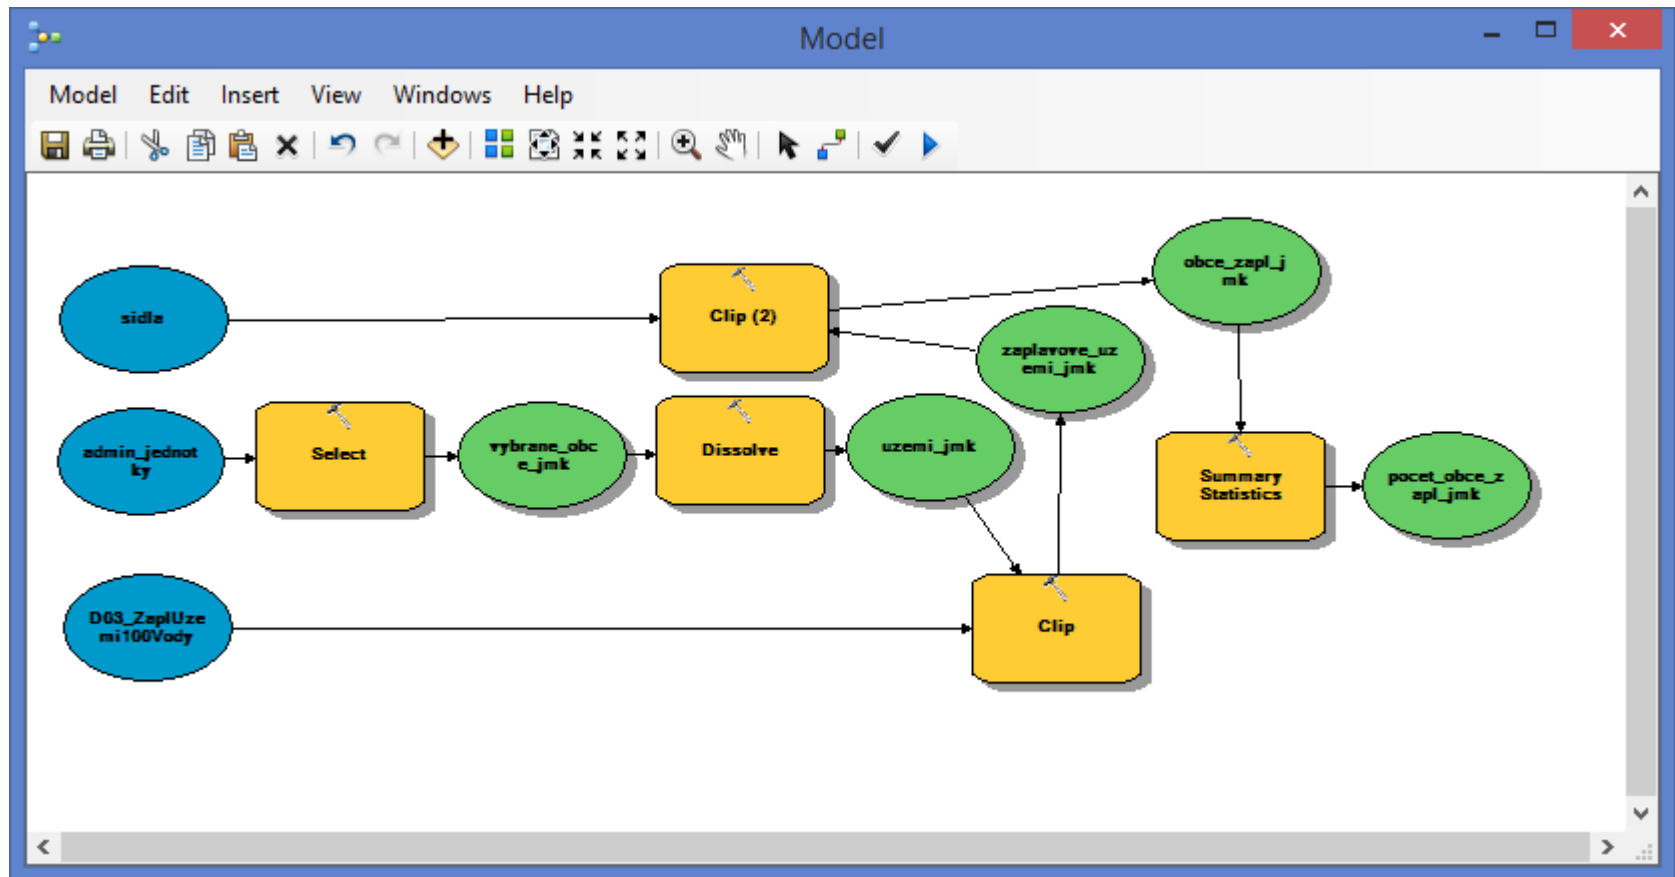 Model
Model Edit Insert View Windows Help
obce_zapl_j
mk
sidla
Clip (2)
zaplavove_uz
emi_jmk
admin_jednot
ky
Select
vybrane_obc
e_jmk
Dissolve
uzemi_jmk
Summary
Statistics
pocet_obce_z
apl_jmk
D03_ZaplUze
mi100Vody
Clip